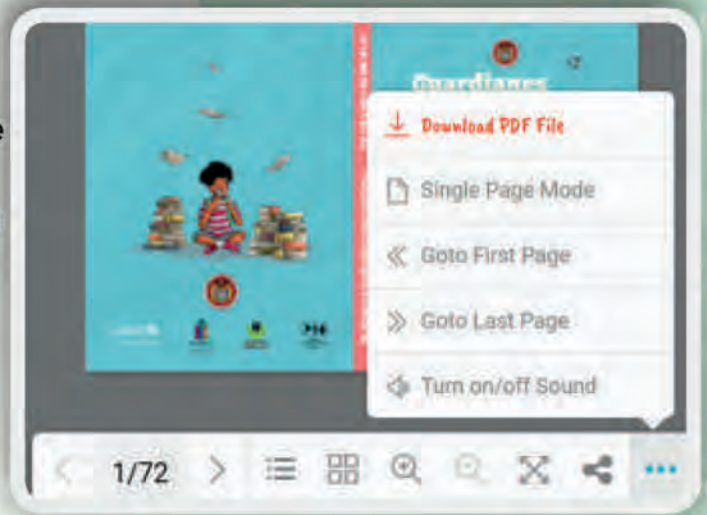 e
Guardianes
Download PDF File
Single Page Mode
Goto First Page
Goto Last Page
Turn on/off Sound
1/72